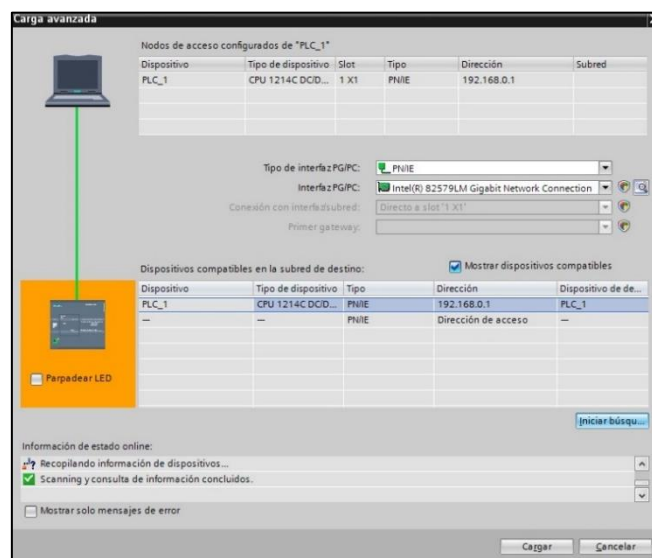 Carga avanzada
Nodos de acceso configurados de "PLC_1"
Dispositivo Tipo de dispositivo Slot Tipo Dirección Subred
PLC_1 CPU 1214C DC/D... 1 X1 PN/IE 192.168.0.1
Tipo de interfaz PG/PC: PN/IE
Interfaz PG/PC: Intel(R) 82579LM Gigabit Network Connection
Conexión con interfaz/subred: Directo a slot '1 X1'
Primer gateway:
Dispositivos compatibles en la subred de destino: Mostrar dispositivos compatibles
Dispositivo Tipo de dispositivo Tipo Dirección Dispositivo de de...
PLC_1 CPU 1214C DC/D... PN/IE 192.168.0.1 PLC_1
— — PN/IE Dirección de acceso —
Parpadear LED
Iniciar búsqu...
Información de estado online:
Recopilando información de dispositivos...
Scanning y consulta de información concluidos.
Mostrar solo mensajes de error
Cargar Cancelar